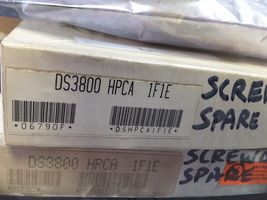 DS3800 HPCA 1F1E
*06790F*
*DSHPCA1F1E*
SCREW
SPARE
DS3800 HPCA 1F1E
SCREW
SPARE